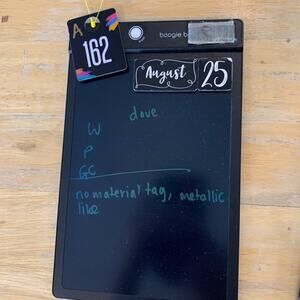 A
162
boogie b
August
25
dove
W
P
GC
no material tag, metallic
like